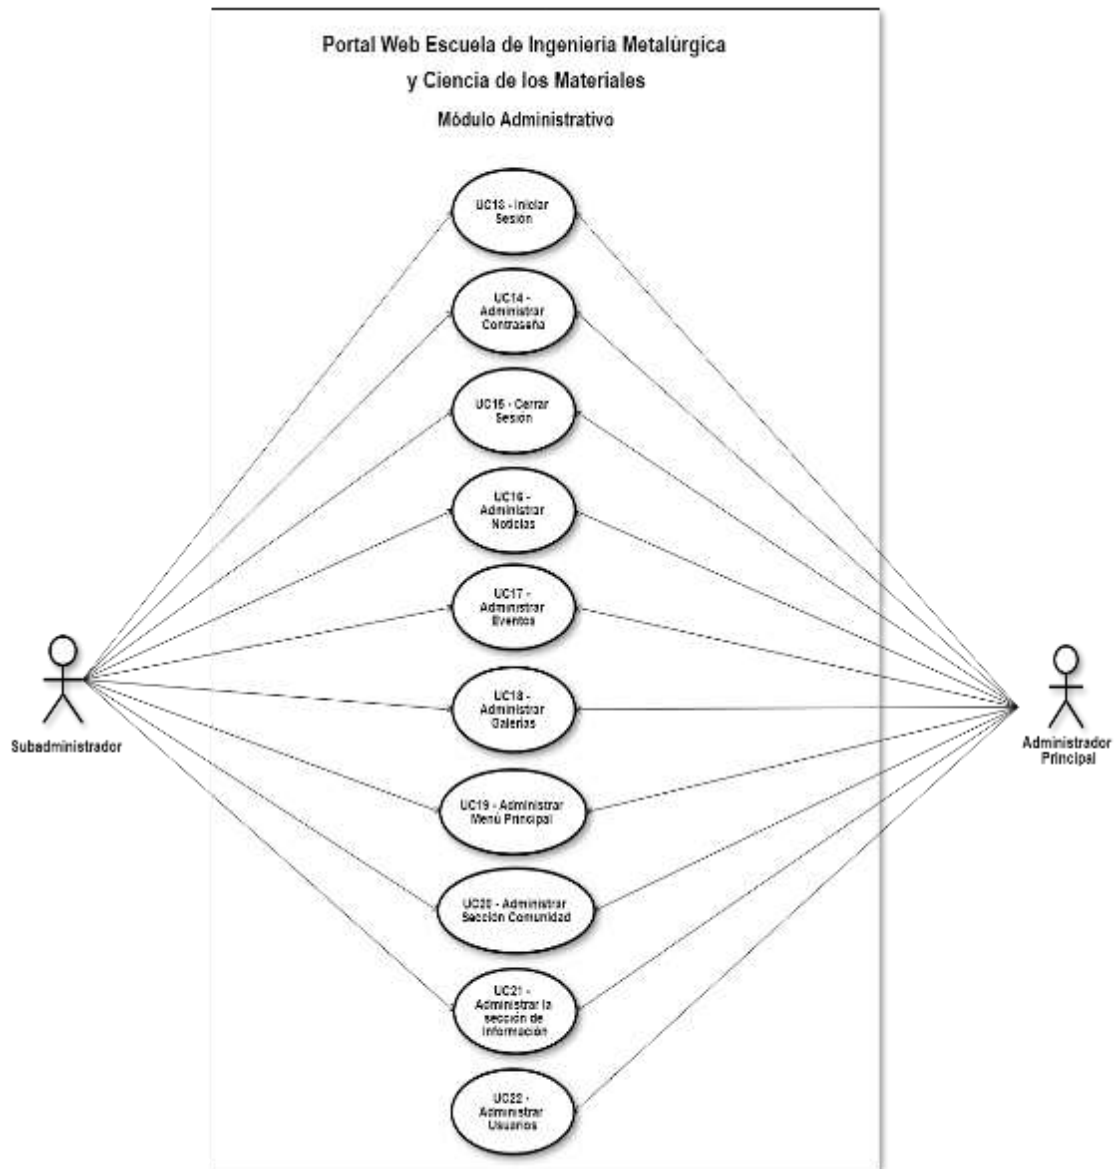 Portal Web Escuela de Ingeniería Metalúrgica
y Ciencia de los Materiales
Módulo Administrativo
UC13 - Iniciar
Sesión
UC14 -
Administrar
Contraseña
UC15 - Cerrar
Sesión
UC16 -
Administrar
Noticias
UC17 -
Administrar
Eventos
UC18 -
Administrar
Galerías
UC19 - Administrar
Menú Principal
UC20 - Administrar
Sección Comunidad
UC21 -
Administrar la
sección de
Información
UC22 -
Administrar
Usuarios
Subadministrador
Administrador
Principal